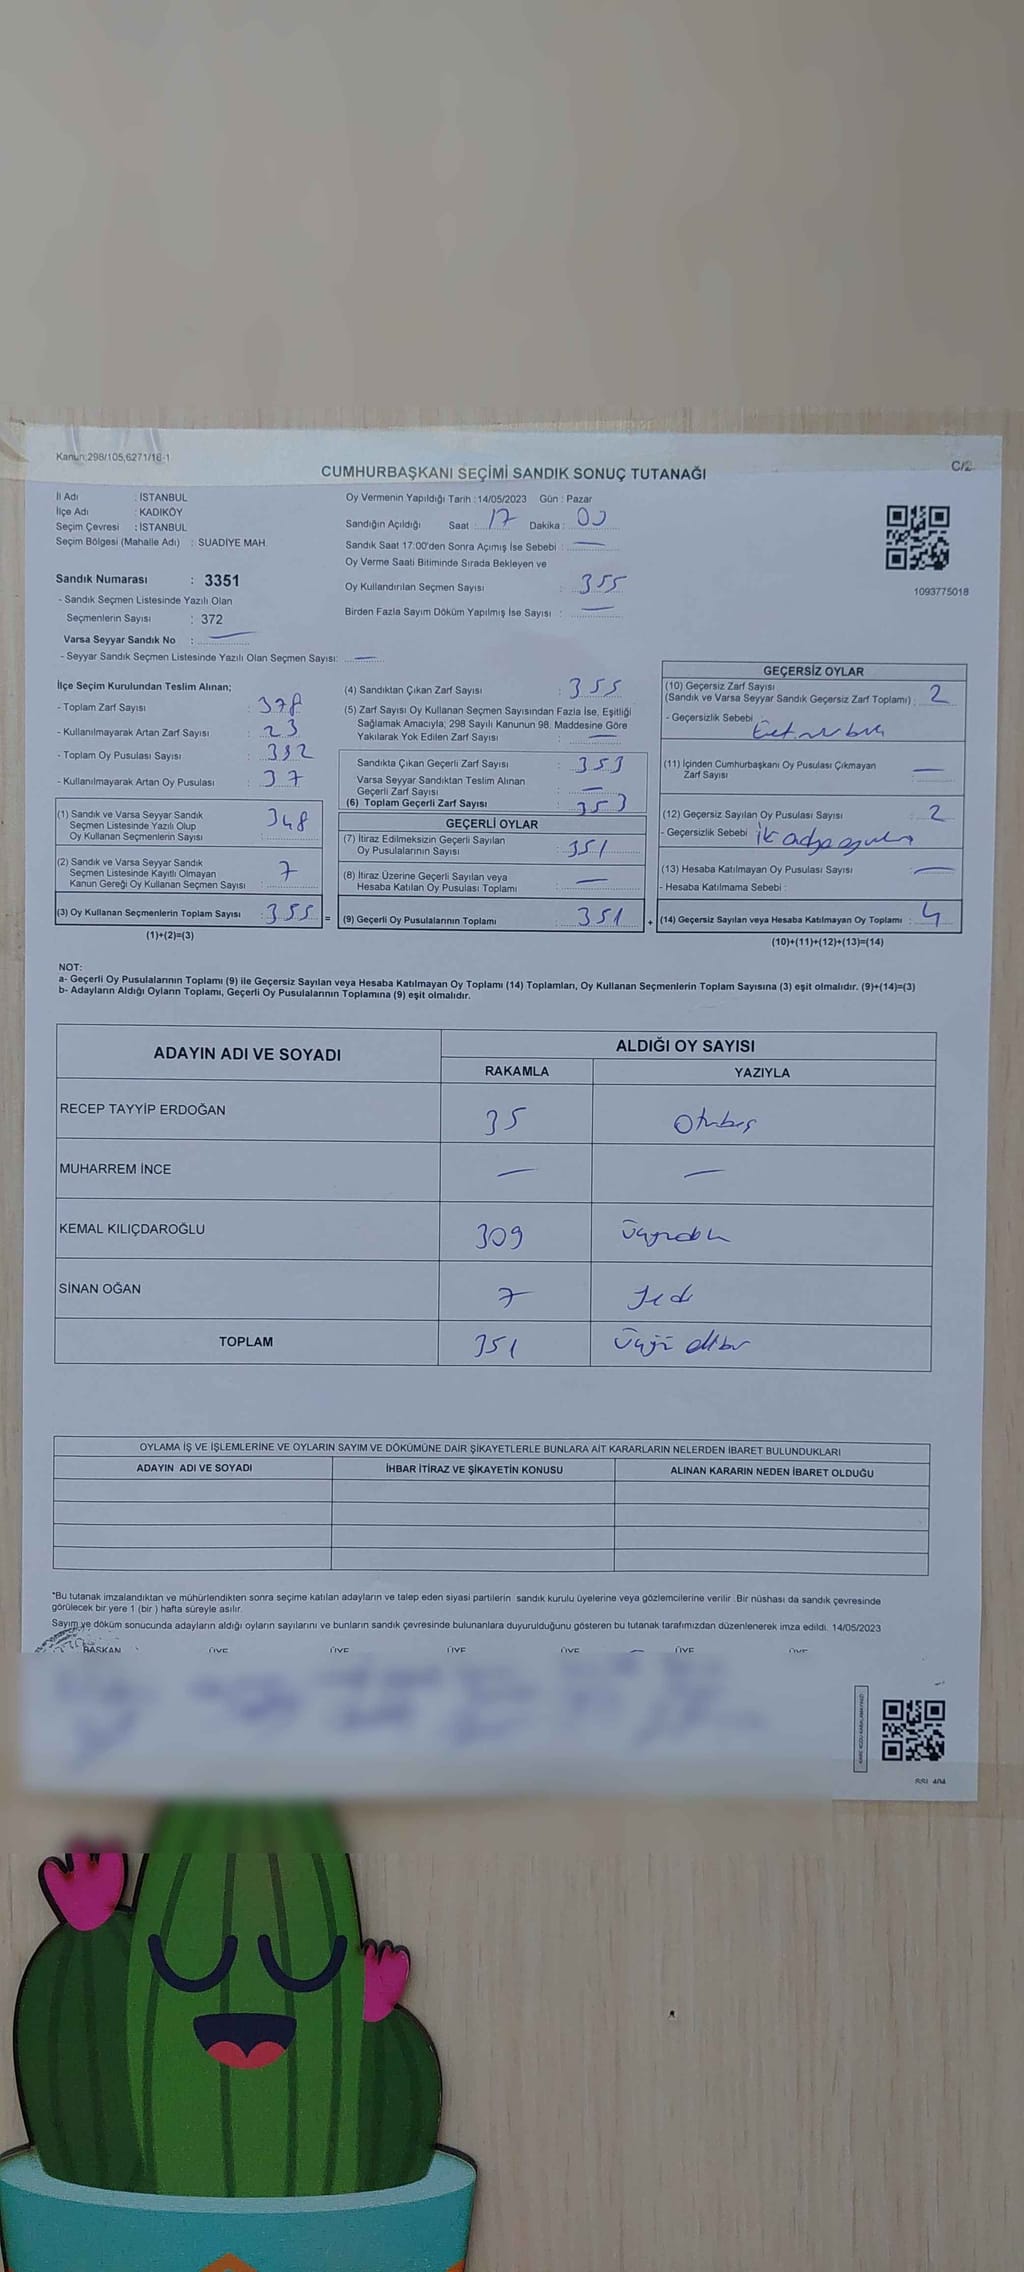 Kanun:298/105,6271/16-1
C/2
CUMHURBAŞKANI SEÇİMİ SANDIK SONUÇ TUTANAĞI
İl Adı : İSTANBUL
İlçe Adı : KADIKÖY
Seçim Çevresi : İSTANBUL
Seçim Bölgesi (Mahalle Adı) : SUADİYE MAH.
Sandık Numarası : 3351
- Sandık Seçmen Listesinde Yazılı Olan
Seçmenlerin Sayısı : 372
Varsa Seyyar Sandık No : —
- Seyyar Sandık Seçmen Listesinde Yazılı Olan Seçmen Sayısı: —
Oy Vermenin Yapıldığı Tarih : 14/05/2023 Gün : Pazar
Sandığın Açıldığı Saat : 17 Dakika : 00
Sandık Saat 17:00'den Sonra Açımış İse Sebebi : —
Oy Verme Saati Bitiminde Sırada Bekleyen ve
Oy Kullandırılan Seçmen Sayısı : 355
Birden Fazla Sayım Döküm Yapılmış İse Sayısı : —
1093775018
İlçe Seçim Kurulundan Teslim Alınan;
- Toplam Zarf Sayısı : 378
- Kullanılmayarak Artan Zarf Sayısı : 23
- Toplam Oy Pusulası Sayısı : 392
- Kullanılmayarak Artan Oy Pusulası : 37
(1) Sandık ve Varsa Seyyar Sandık
Seçmen Listesinde Yazılı Olup
Oy Kullanan Seçmenlerin Sayısı : 348
(2) Sandık ve Varsa Seyyar Sandık
Seçmen Listesinde Kayıtlı Olmayan
Kanun Gereği Oy Kullanan Seçmen Sayısı : 7
(3) Oy Kullanan Seçmenlerin Toplam Sayısı : 355 =
(1)+(2)=(3)
(4) Sandıktan Çıkan Zarf Sayısı : 355
(5) Zarf Sayısı Oy Kullanan Seçmen Sayısından Fazla İse, Eşitliği
Sağlamak Amacıyla; 298 Sayılı Kanunun 98. Maddesine Göre
Yakılarak Yok Edilen Zarf Sayısı : —
Sandıkta Çıkan Geçerli Zarf Sayısı : 353
Varsa Seyyar Sandıktan Teslim Alınan
Geçerli Zarf Sayısı : —
(6) Toplam Geçerli Zarf Sayısı : 353
GEÇERLİ OYLAR
(7) İtiraz Edilmeksizin Geçerli Sayılan
Oy Pusulalarının Sayısı : 351
(8) İtiraz Üzerine Geçerli Sayılan veya
Hesaba Katılan Oy Pusulası Toplamı : —
(9) Geçerli Oy Pusulalarının Toplamı : 351 +
GEÇERSİZ OYLAR
(10) Geçersiz Zarf Sayısı
(Sandık ve Varsa Seyyar Sandık Geçersiz Zarf Toplamı) : 2
- Geçersizlik Sebebi :
(11) İçinden Cumhurbaşkanı Oy Pusulası Çıkmayan
Zarf Sayısı : —
(12) Geçersiz Sayılan Oy Pusulası Sayısı : 2
- Geçersizlik Sebebi
(13) Hesaba Katılmayan Oy Pusulası Sayısı : —
- Hesaba Katılmama Sebebi :
(14) Geçersiz Sayılan veya Hesaba Katılmayan Oy Toplamı : 4
(10)+(11)+(12)+(13)=(14)
NOT:
a- Geçerli Oy Pusulalarının Toplamı (9) ile Geçersiz Sayılan veya Hesaba Katılmayan Oy Toplamı (14) Toplamları, Oy Kullanan Seçmenlerin Toplam Sayısına (3) eşit olmalıdır. (9)+(14)=(3)
b- Adayların Aldığı Oyların Toplamı, Geçerli Oy Pusulalarının Toplamına (9) eşit olmalıdır.
ADAYIN ADI VE SOYADI
ALDIĞI OY SAYISI
RAKAMLA YAZIYLA
RECEP TAYYİP ERDOĞAN 35 Otuzbeş
MUHARREM İNCE — —
KEMAL KILIÇDAROĞLU 309 Üçyüzdokuz
SİNAN OĞAN 7 Yedi
TOPLAM 351 Üçyüz ellibir
OYLAMA İŞ VE İŞLEMLERİNE VE OYLARIN SAYIM VE DÖKÜMÜNE DAİR ŞİKAYETLERLE BUNLARA AİT KARARLARIN NELERDEN İBARET BULUNDUKLARI
ADAYIN ADI VE SOYADI İHBAR İTİRAZ VE ŞİKAYETİN KONUSU ALINAN KARARIN NEDEN İBARET OLDUĞU
*Bu tutanak imzalandıktan ve mühürlendikten sonra seçime katılan adayların ve talep eden siyasi partilerin sandık kurulu üyelerine veya gözlemcilerine verilir. Bir nüshası da sandık çevresinde
görülecek bir yere 1 (bir) hafta süreyle asılır.
Sayım ve döküm sonucunda adayların aldığı oyların sayılarını ve bunların sandık çevresinde bulunanlara duyurulduğunu gösteren bu tutanak tarafımızdan düzenlenerek imza edildi. 14/05/2023
BAŞKAN ÜYE ÜYE ÜYE ÜYE ÜYE ÜYE